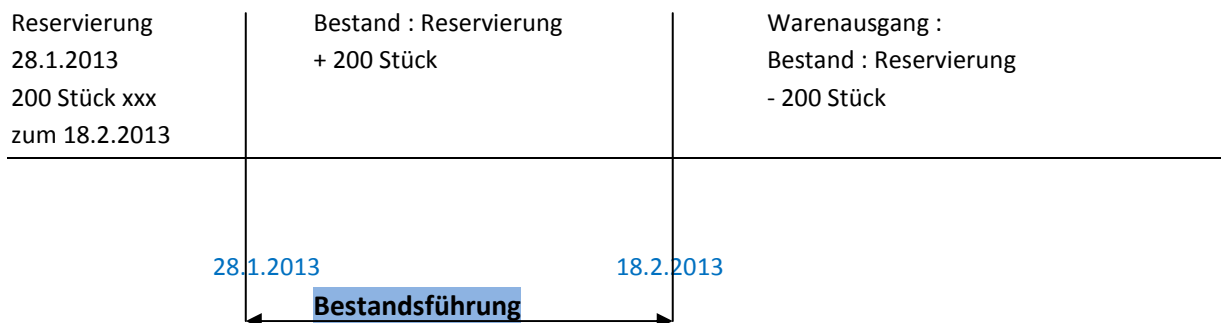 Reservierung
28.1.2013
200 Stück xxx
zum 18.2.2013
Bestand : Reservierung
+ 200 Stück
Warenausgang :
Bestand : Reservierung
- 200 Stück
28.1.2013
18.2.2013
Bestandsführung